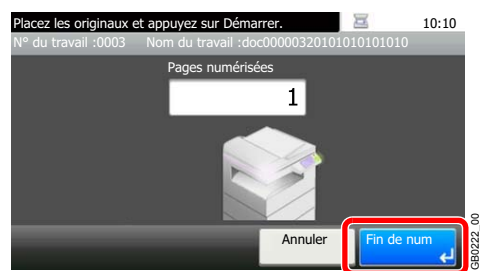 Placez les originaux et appuyez sur Démarrer.
10:10
N° du travail :0003 Nom du travail :doc00000320101010101010
Pages numérisées
1
Annuler
Fin de num
GB0222_00